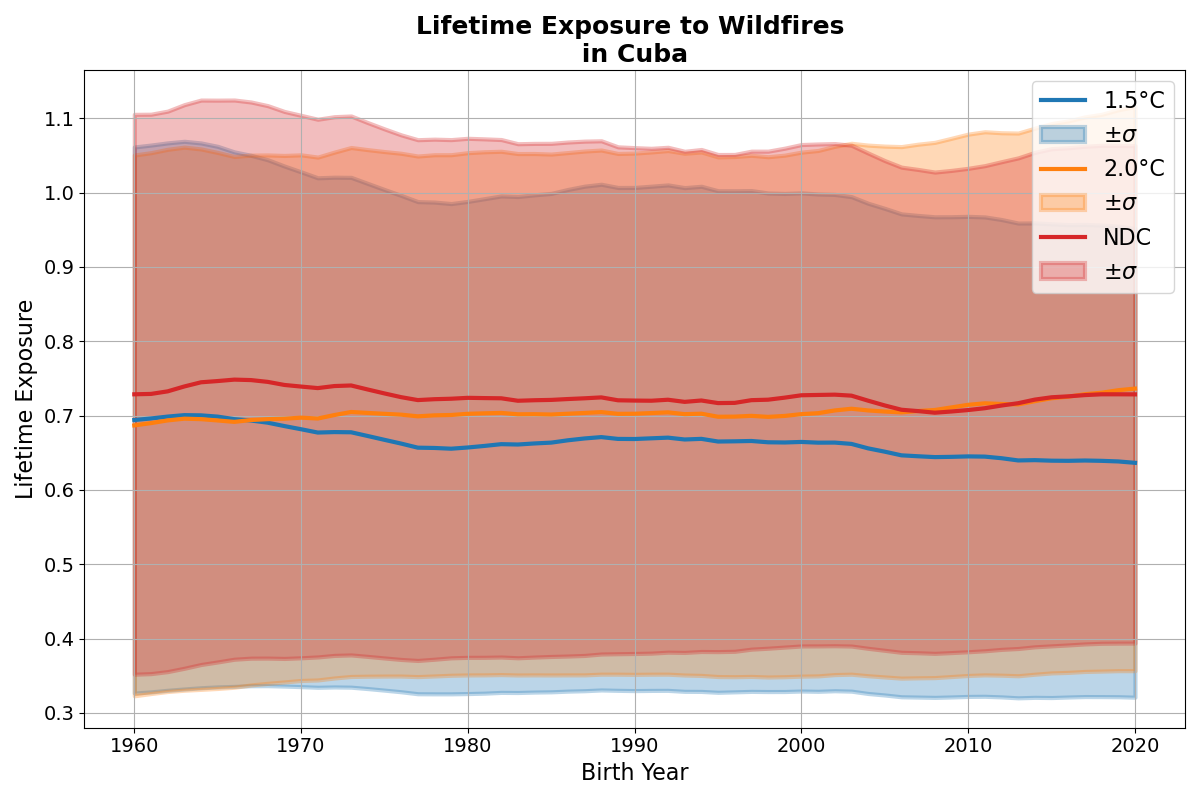 Lifetime Exposure to Wildfires
in Cuba
Lifetime Exposure
1.1
1.0
0.9
0.8
0.7
0.6
0.5
0.4
0.3
1960
1970
1980
1990
2000
2010
2020
Birth Year
1.5°C
±σ
2.0°C
±σ
NDC
±σ